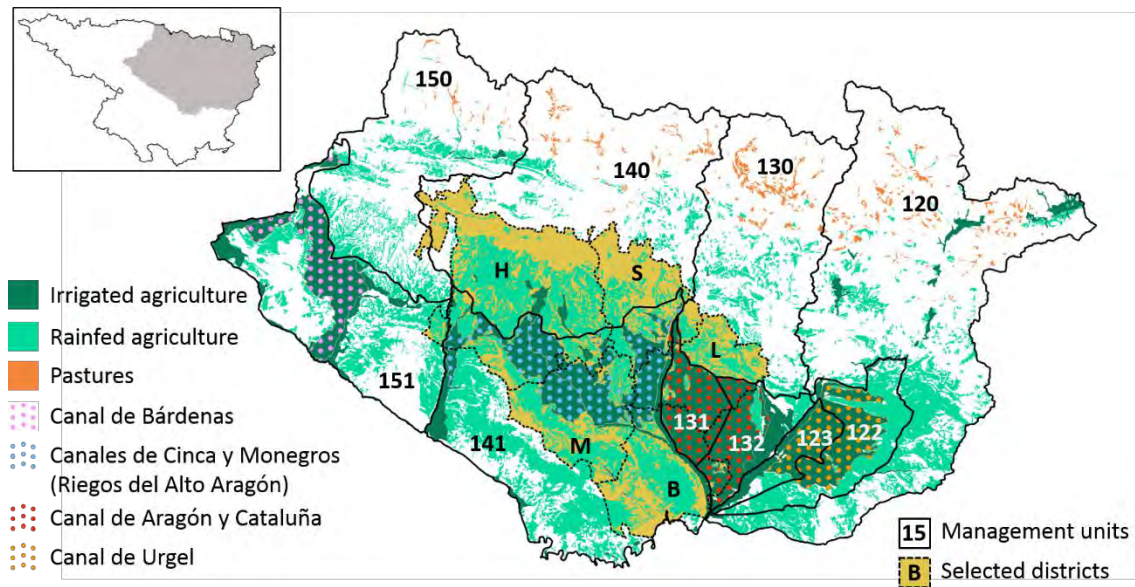 150
140
130
120
H
S
L
151
131
132
123
122
141
M
B
Irrigated agriculture
Rainfed agriculture
Pastures
Canal de Bárdenas
Canales de Cinca y Monegros
(Riegos del Alto Aragón)
Canal de Aragón y Cataluña
Canal de Urgel
15 Management units
B Selected districts